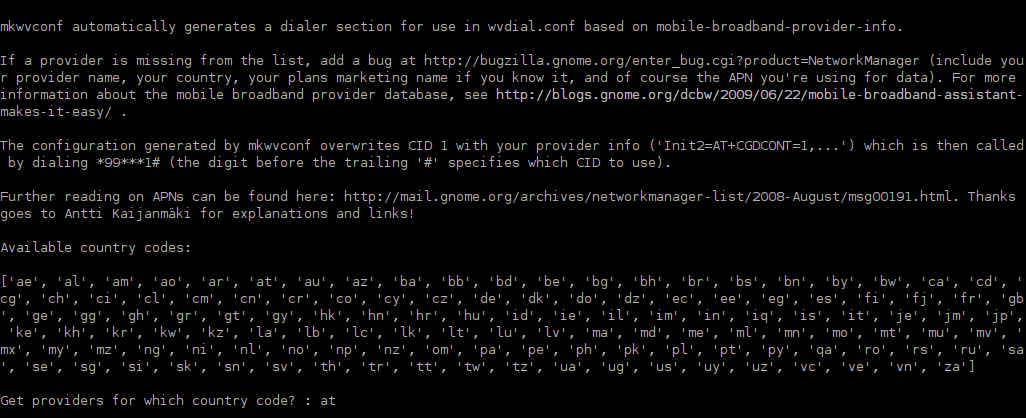 mkwvconf automatically generates a dialer section for use in wvdial.conf based on mobile-broadband-provider-info.
If a provider is missing from the list, add a bug at http://bugzilla.gnome.org/enter_bug.cgi?product=NetworkManager (include you
r provider name, your country, your plans marketing name if you know it, and of course the APN you're using for data). For more
information about the mobile broadband provider database, see http://blogs.gnome.org/dcbw/2009/06/22/mobile-broadband-assistant-
makes-it-easy/ .
The configuration generated by mkwvconf overwrites CID 1 with your provider info ('Init2=AT+CGDCONT=1,...') which is then called
 by dialing *99***1# (the digit before the trailing '#' specifies which CID to use).
Further reading on APNs can be found here: http://mail.gnome.org/archives/networkmanager-list/2008-August/msg00191.html. Thanks
goes to Antti Kaijanmäki for explanations and links!
Available country codes:
['ae', 'al', 'am', 'ao', 'ar', 'at', 'au', 'az', 'ba', 'bb', 'bd', 'be', 'bg', 'bh', 'br', 'bs', 'bn', 'by', 'bw', 'ca', 'cd', '
cg', 'ch', 'ci', 'cl', 'cm', 'cn', 'cr', 'co', 'cy', 'cz', 'de', 'dk', 'do', 'dz', 'ec', 'ee', 'eg', 'es', 'fi', 'fj', 'fr', 'gb
', 'ge', 'gg', 'gh', 'gr', 'gt', 'gy', 'hk', 'hn', 'hr', 'hu', 'id', 'ie', 'il', 'im', 'in', 'iq', 'is', 'it', 'je', 'jm', 'jp',
 'ke', 'kh', 'kr', 'kw', 'kz', 'la', 'lb', 'lc', 'lk', 'lt', 'lu', 'lv', 'ma', 'md', 'me', 'ml', 'mn', 'mo', 'mt', 'mu', 'mv', '
mx', 'my', 'mz', 'ng', 'ni', 'nl', 'no', 'np', 'nz', 'om', 'pa', 'pe', 'ph', 'pk', 'pl', 'pt', 'py', 'qa', 'ro', 'rs', 'ru', 'sa
', 'se', 'sg', 'si', 'sk', 'sn', 'sv', 'th', 'tr', 'tt', 'tw', 'tz', 'ua', 'ug', 'us', 'uy', 'uz', 'vc', 've', 'vn', 'za']
Get providers for which country code? : at